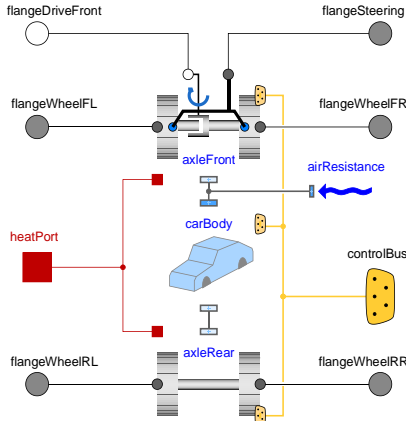 flangeDriveFront
flangeSteering
flangeWheelFL
flangeWheelFR
axleFront
airResistance
carBody
heatPort
controlBus
axleRear
flangeWheelRL
flangeWheelRR